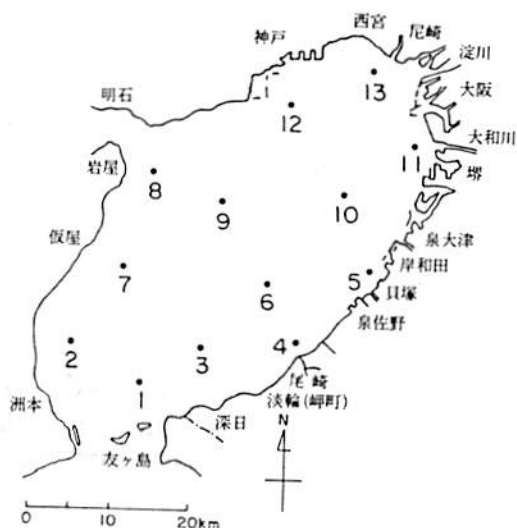 西宮
尼崎
神戸
淀川
13
明石
大阪
12
大和川
岩屋
11
堺
8
9
10
仮屋
泉大津
岸和田
7
5
貝塚
6
泉佐野
2
3
4
尾崎
淡輪(岬町)
洲本
1
深日
N
友ヶ島
0 10 20km